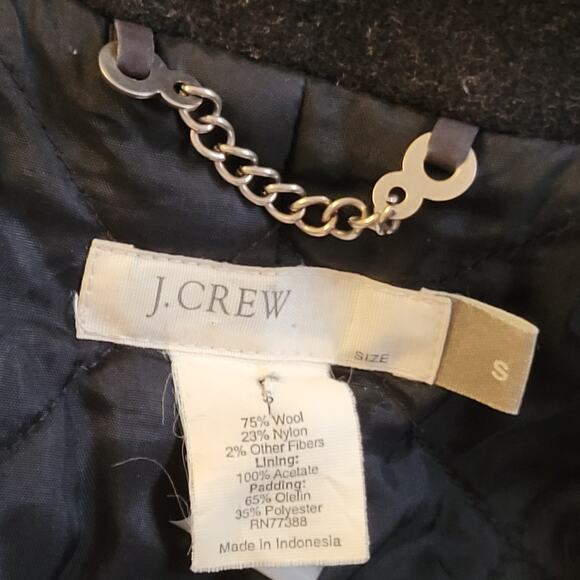 J.CREW
SIZE
S
S
75% Wool
23% Nylon
2% Other Fibers
Lining:
100% Acetate
Padding:
65% Olefin
35% Polyester
RN77388
Made in Indonesia